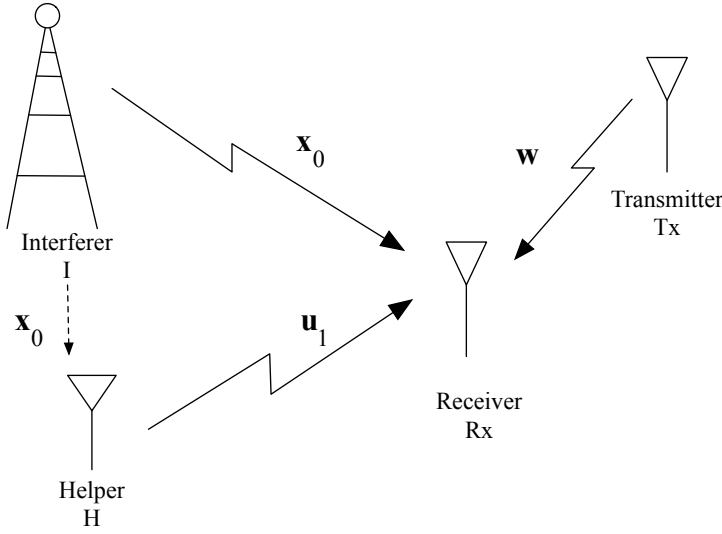 x₀
w
Transmitter
Tx
Interferer
I
x₀
u₁
Receiver
Rx
Helper
H